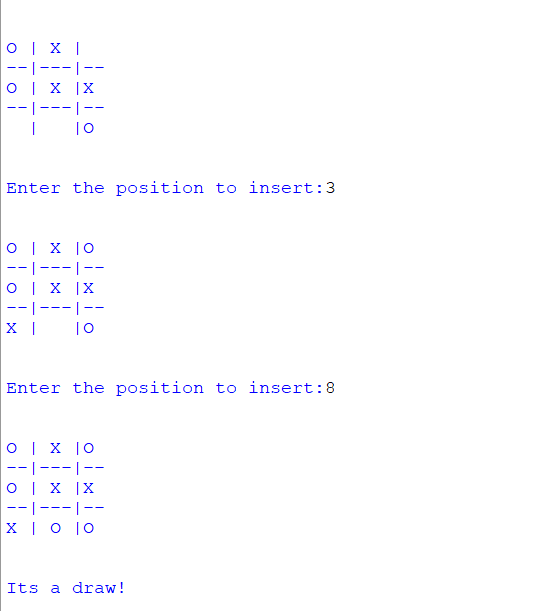 O | X |
--|---|--
O | X |X
--|---|--
  |   |O
Enter the position to insert:3
O | X |O
--|---|--
O | X |X
--|---|--
X |   |O
Enter the position to insert:8
O | X |O
--|---|--
O | X |X
--|---|--
X | O |O
Its a draw!